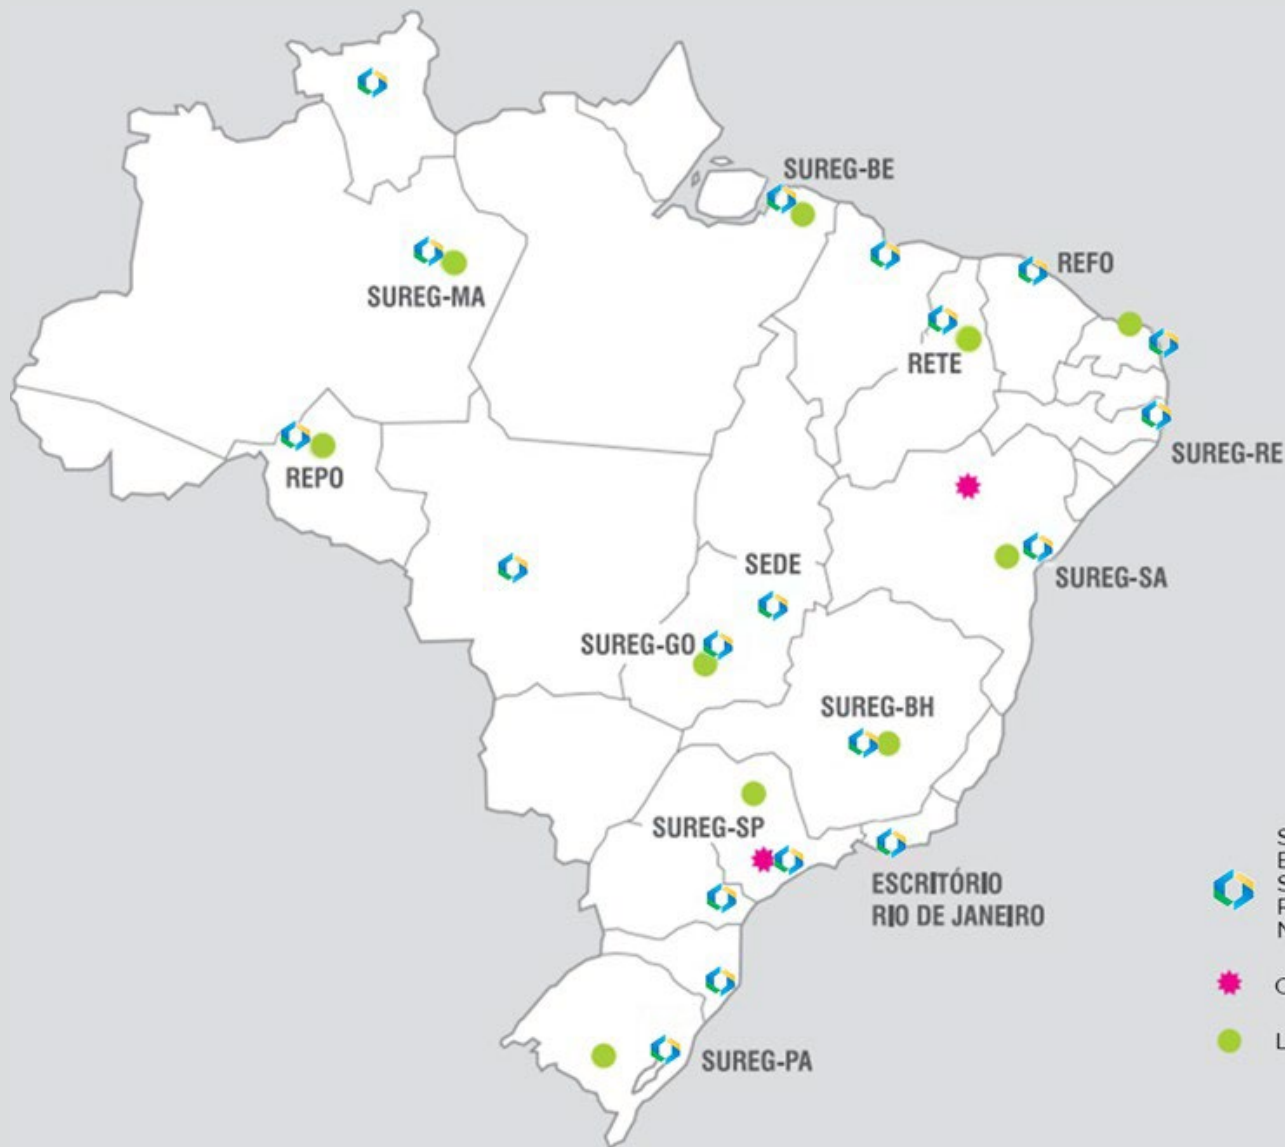 SUREG-BE
REFO
SUREG-MA
RETE
SUREG-RE
REPO
SEDE
SUREG-SA
SUREG-GO
SUREG-BH
SUREG-SP
ESCRITÓRIO
RIO DE JANEIRO
SUREG-PA